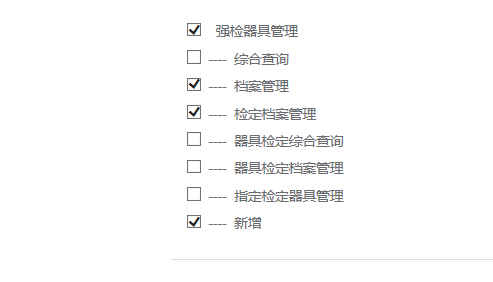 强检器具管理
---- 综合查询
---- 档案管理
---- 检定档案管理
---- 器具检定综合查询
---- 器具检定档案管理
---- 指定检定器具管理
---- 新增